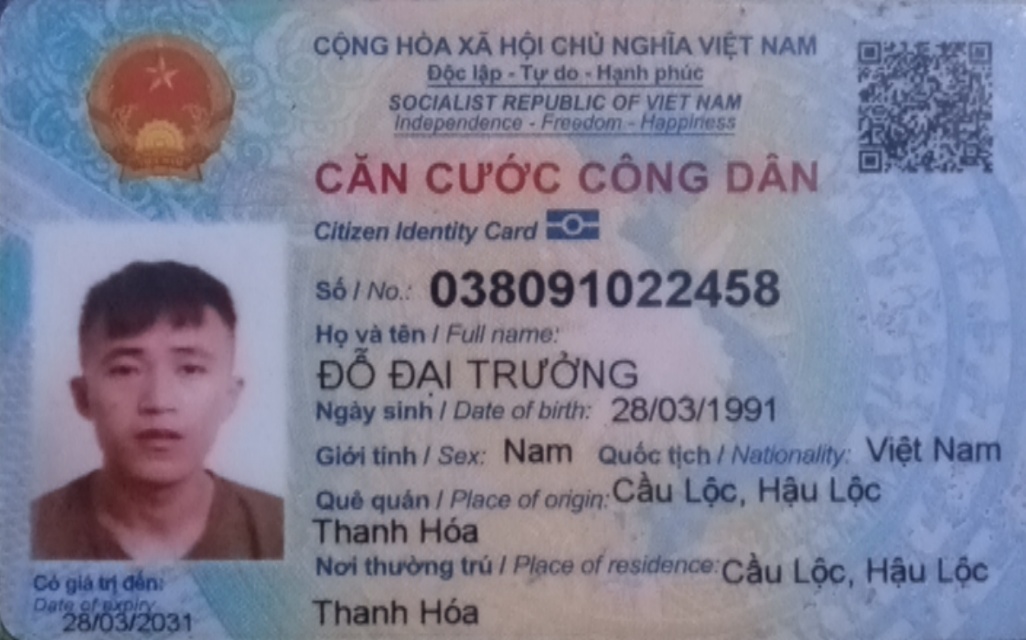 CỘNG HÒA XÃ HỘI CHỦ NGHĨA VIỆT NAM
Độc lập - Tự do - Hạnh phúc
SOCIALIST REPUBLIC OF VIET NAM
Independence - Freedom - Happiness
CĂN CƯỚC CÔNG DÂN
Citizen Identity Card
Số / No.: 038091022458
Họ và tên / Full name:
ĐỖ ĐẠI TRƯỞNG
Ngày sinh / Date of birth: 28/03/1991
Giới tính / Sex: Nam Quốc tịch / Nationality: Việt Nam
Quê quán / Place of origin: Cầu Lộc, Hậu Lộc
Thanh Hóa
Nơi thường trú / Place of residence: Cầu Lộc, Hậu Lộc
Thanh Hóa
Có giá trị đến:
Date of expiry
28/03/2031